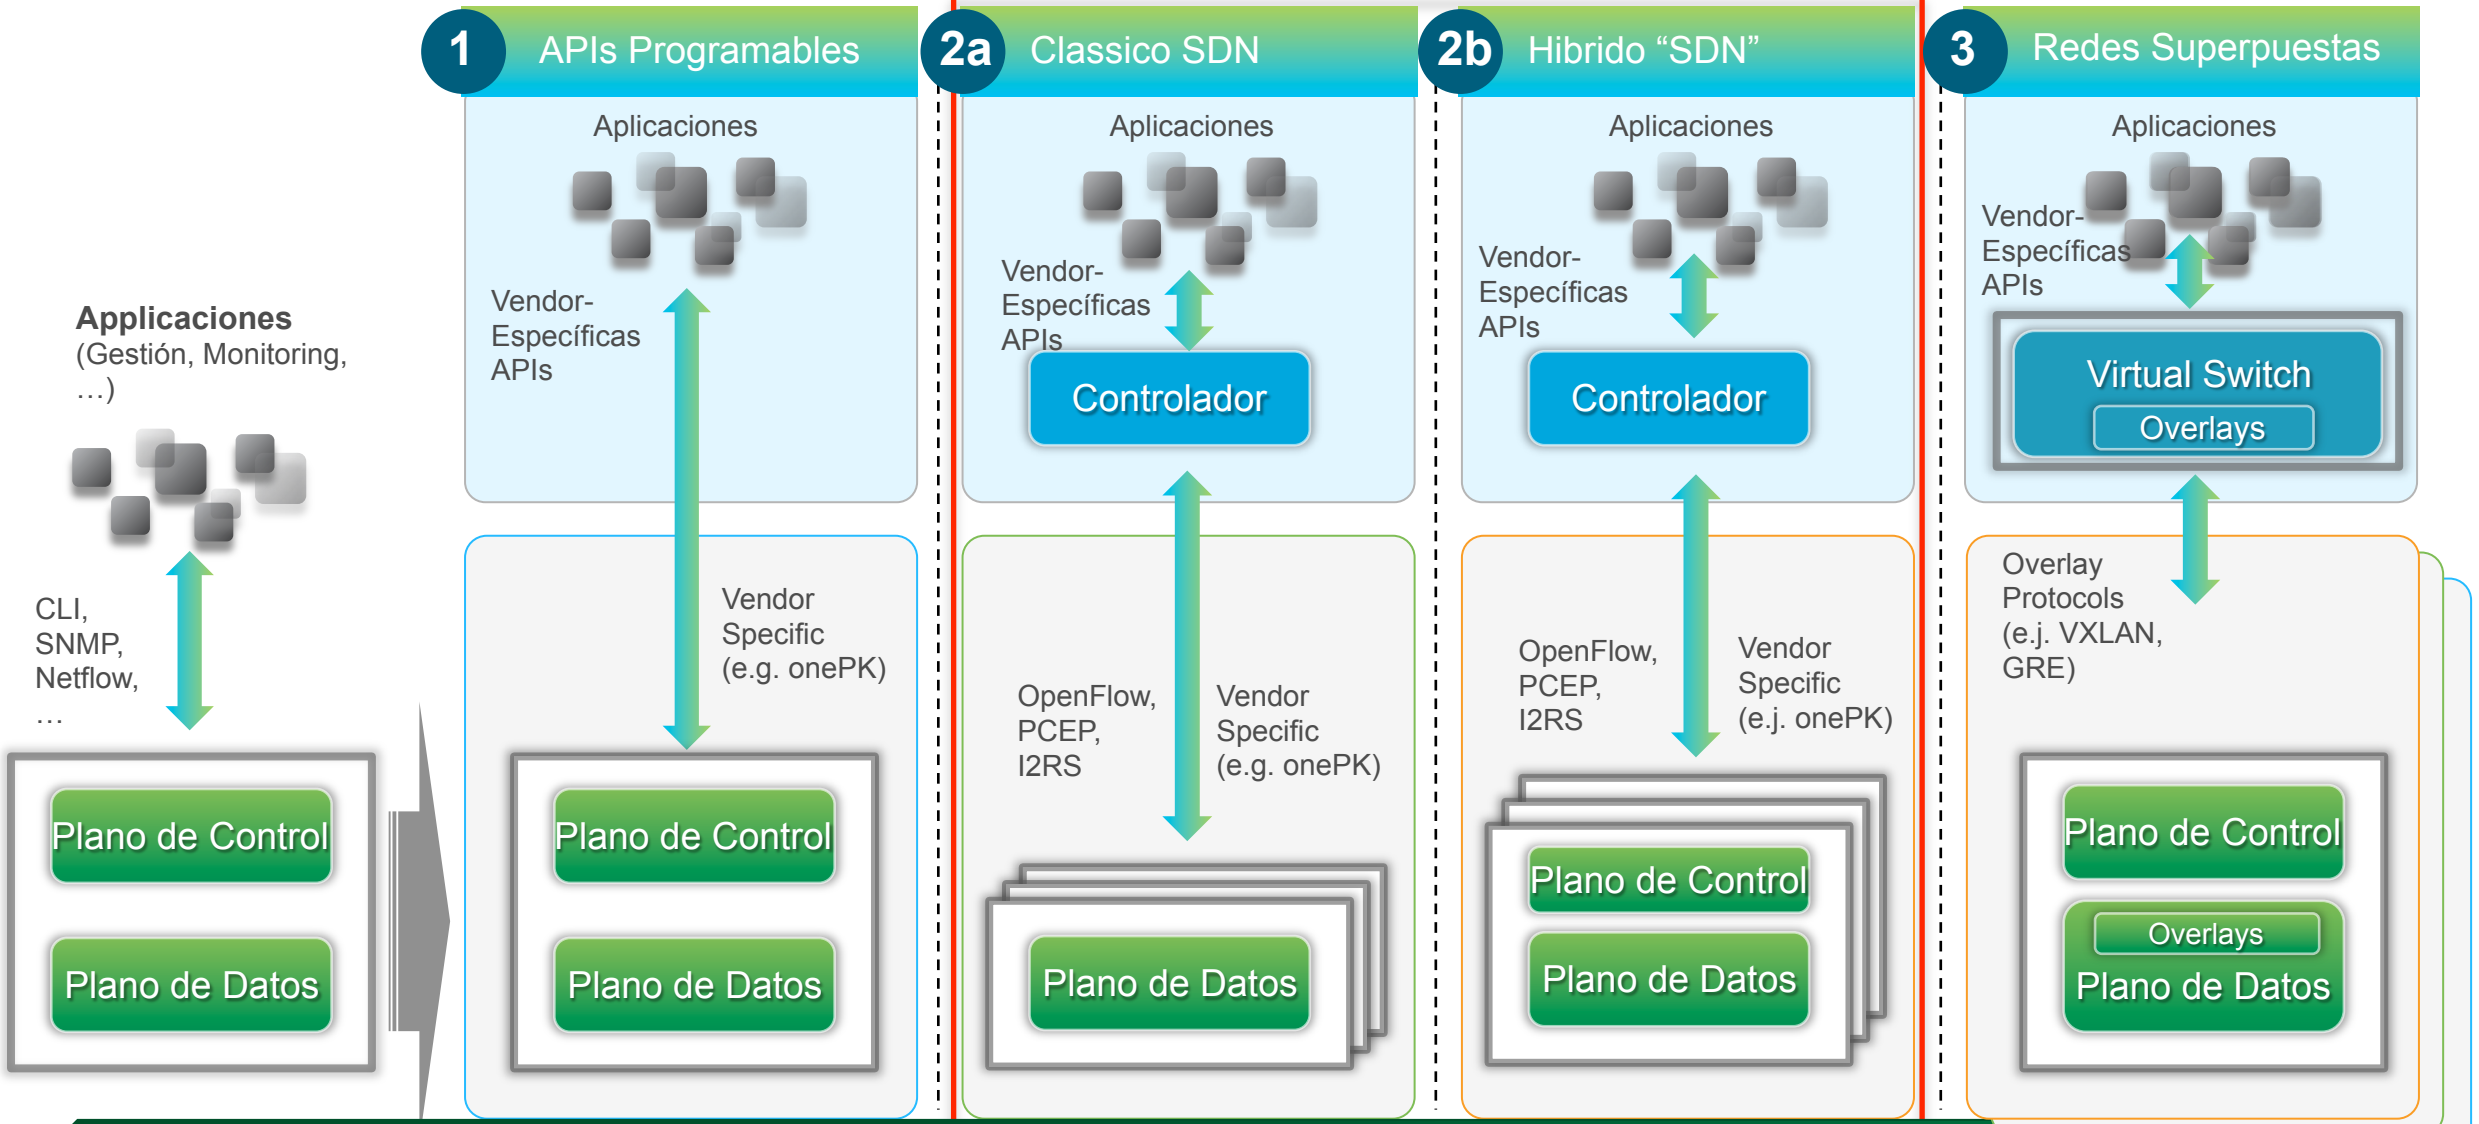 Applicaciones
(Gestión, Monitoring,
…)
CLI,
SNMP,
Netflow,
…
Plano de Control
Plano de Datos
1
APIs Programables
Aplicaciones
Vendor-
Específicas
APIs
Vendor
Specific
(e.g. onePK)
Plano de Control
Plano de Datos
2a
Classico SDN
Aplicaciones
Vendor-
Específicas
APIs
Controlador
OpenFlow,
PCEP,
I2RS
Vendor
Specific
(e.g. onePK)
Plano de Datos
2b
Hibrido “SDN”
Aplicaciones
Vendor-
Específicas
APIs
Controlador
OpenFlow,
PCEP,
I2RS
Vendor
Specific
(e.j. onePK)
Plano de Control
Plano de Datos
3
Redes Superpuestas
Aplicaciones
Vendor-
Específicas
APIs
Virtual Switch
Overlays
Overlay
Protocols
(e.j. VXLAN,
GRE)
Plano de Control
Overlays
Plano de Datos